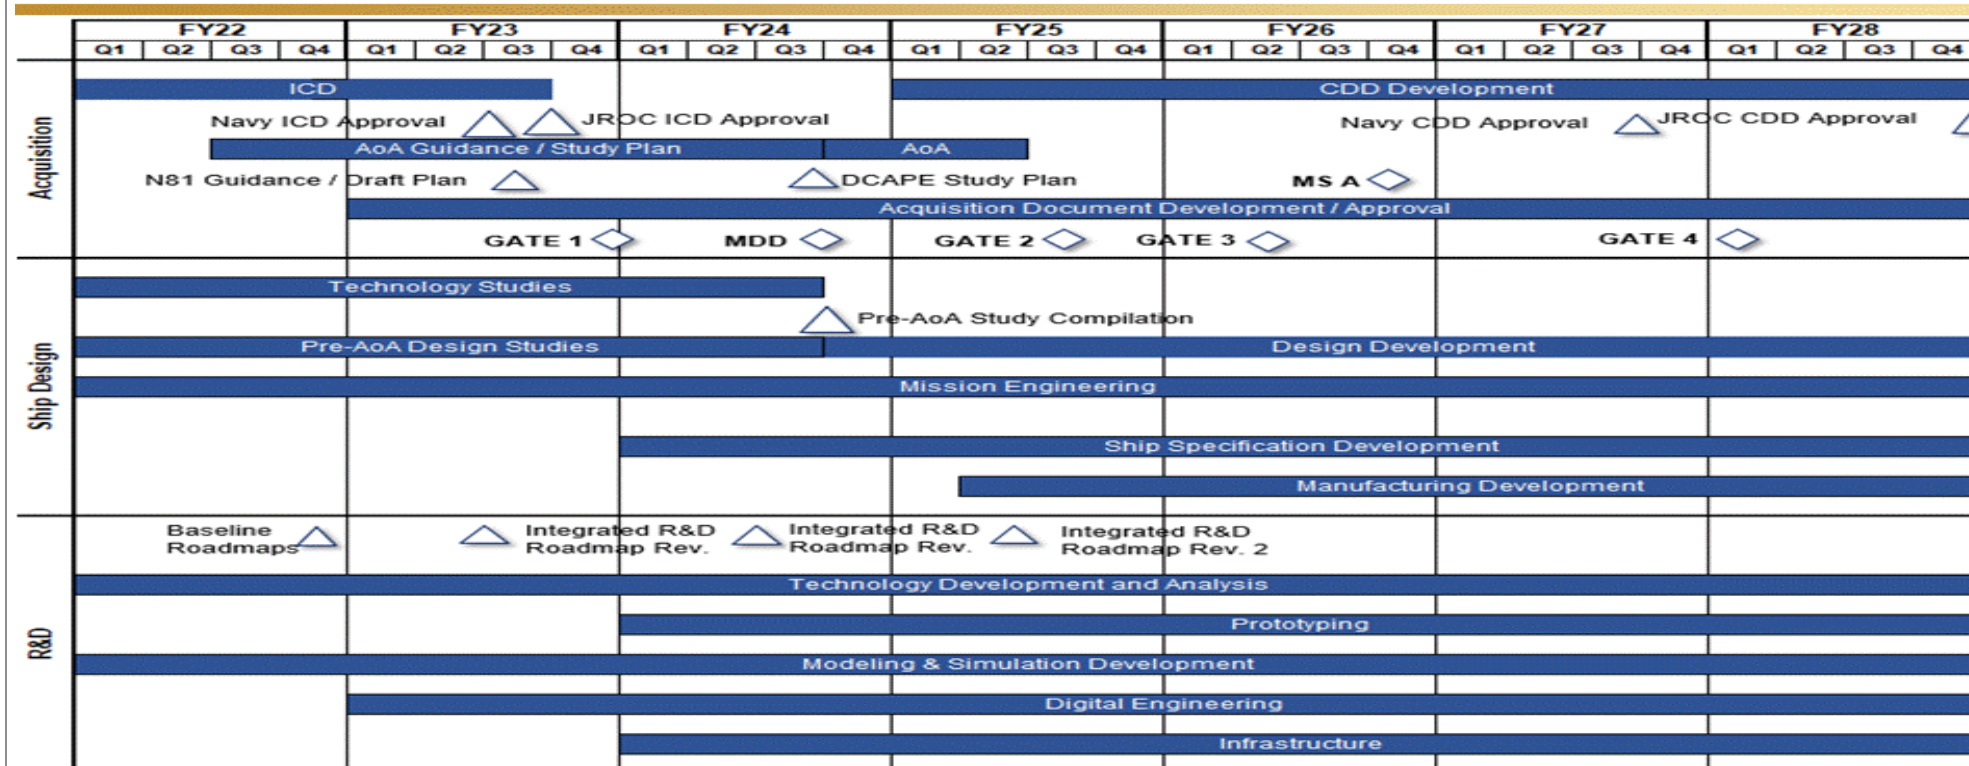 FY22 FY23 FY24 FY25 FY26 FY27 FY28
Q1 Q2 Q3 Q4 Q1 Q2 Q3 Q4 Q1 Q2 Q3 Q4 Q1 Q2 Q3 Q4 Q1 Q2 Q3 Q4 Q1 Q2 Q3 Q4 Q1 Q2 Q3 Q4
Acquisition
ICD CDD Development
Navy ICD Approval JROC ICD Approval Navy CDD Approval JROC CDD Approval
AoA Guidance / Study Plan AoA
N81 Guidance / Draft Plan DCAPE Study Plan MS A
Acquisition Document Development / Approval
GATE 1 MDD GATE 2 GATE 3 GATE 4
Ship Design
Technology Studies
Pre-AoA Study Compilation
Pre-AoA Design Studies Design Development
Mission Engineering
Ship Specification Development
Manufacturing Development
R&D
Baseline
Roadmaps
Integrated R&D
Roadmap Rev.
Integrated R&D
Roadmap Rev.
Integrated R&D
Roadmap Rev. 2
Technology Development and Analysis
Prototyping
Modeling & Simulation Development
Digital Engineering
Infrastructure